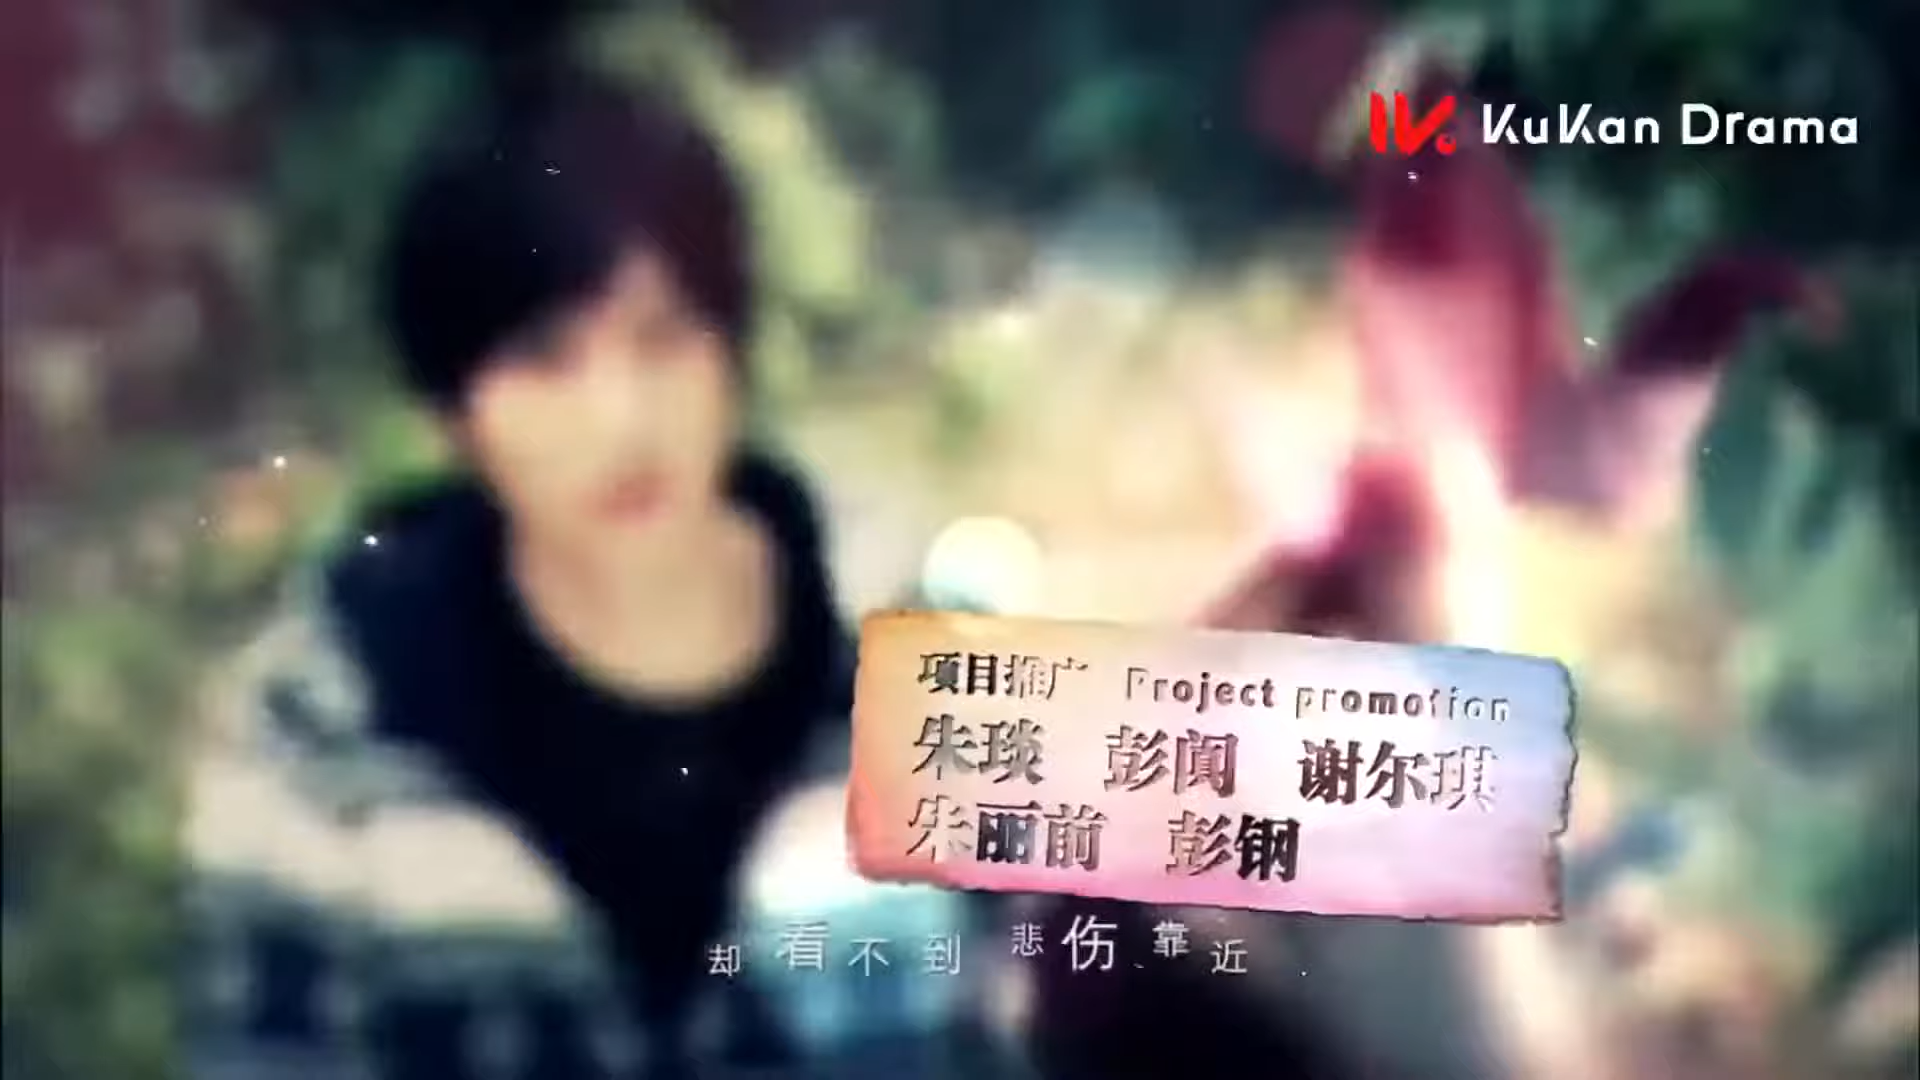 KuKan Drama
项目推广 Project promotion
朱琰 彭闻 谢尔琪
朱丽前 彭钢
却看不到 悲伤靠近